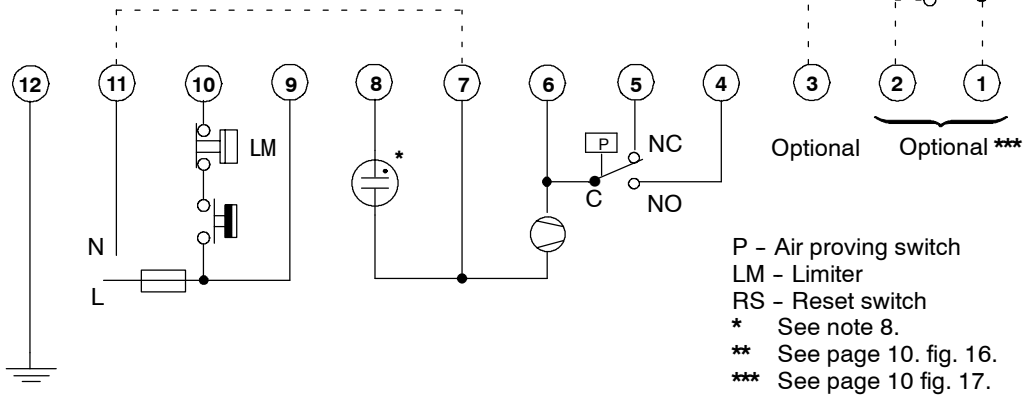 12 11 10 9 8 7 6 5 4 3 2 1
LM
*
P
NC
C
NO
Optional
Optional ***
N
L
P – Air proving switch
LM – Limiter
RS – Reset switch
* See note 8.
** See page 10. fig. 16.
*** See page 10 fig. 17.